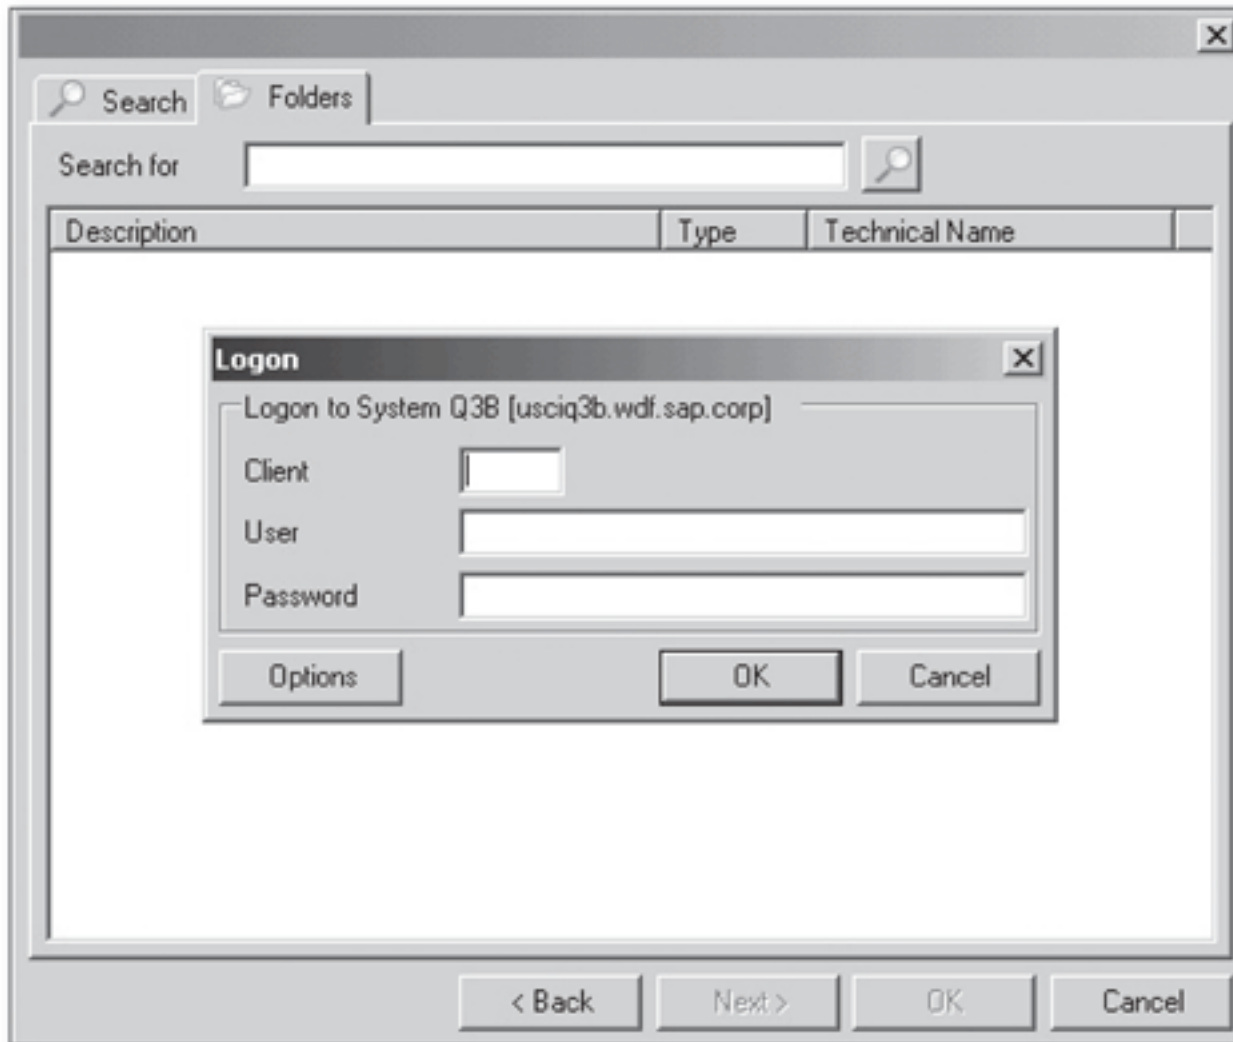 Search Folders
Search for
Description Type Technical Name
Logon
Logon to System Q3B [usciq3b.wdf.sap.corp]
Client
User
Password
Options OK Cancel
< Back Next > OK Cancel